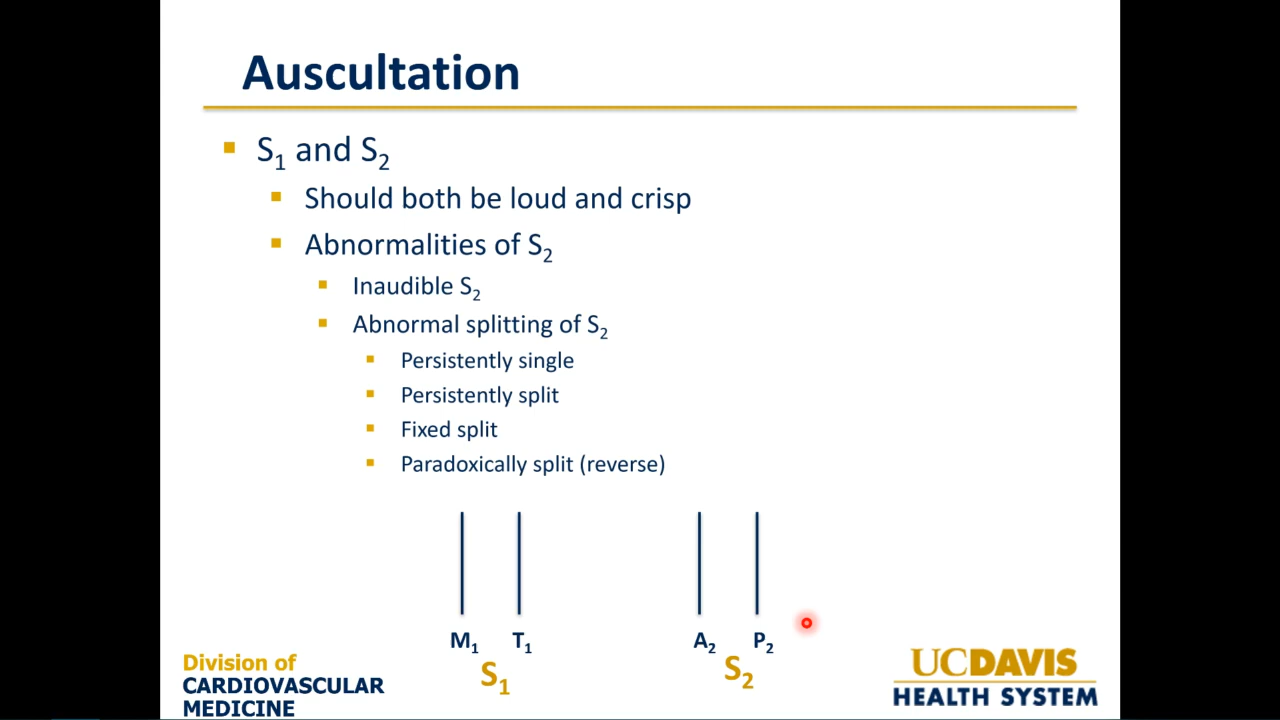 Auscultation
S1 and S2
Should both be loud and crisp
Abnormalities of S2
Inaudible S2
Abnormal splitting of S2
Persistently single
Persistently split
Fixed split
Paradoxically split (reverse)
M1 T1 A2 P2
S1 S2
Division of
CARDIOVASCULAR
MEDICINE
UCDAVIS
HEALTH SYSTEM